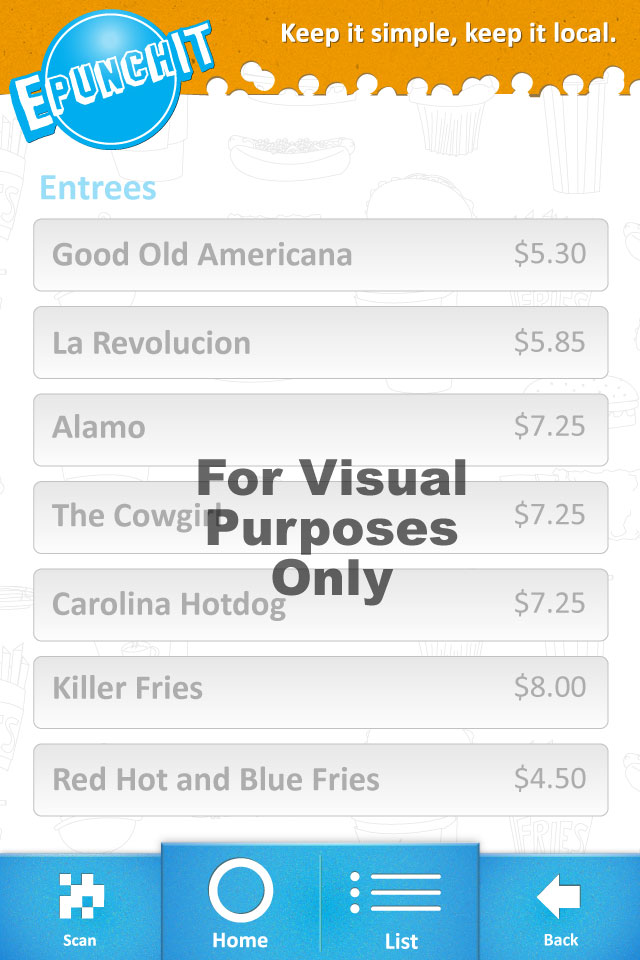 EPUNCHIT
Keep it simple, keep it local.
Entrees
Good Old Americana $5.30
La Revolucion $5.85
Alamo $7.25
For Visual
The Cowgirl $7.25
Purposes
Only
Carolina Hotdog $7.25
Killer Fries $8.00
Red Hot and Blue Fries $4.50
FRIES
Scan
Home
List
Back